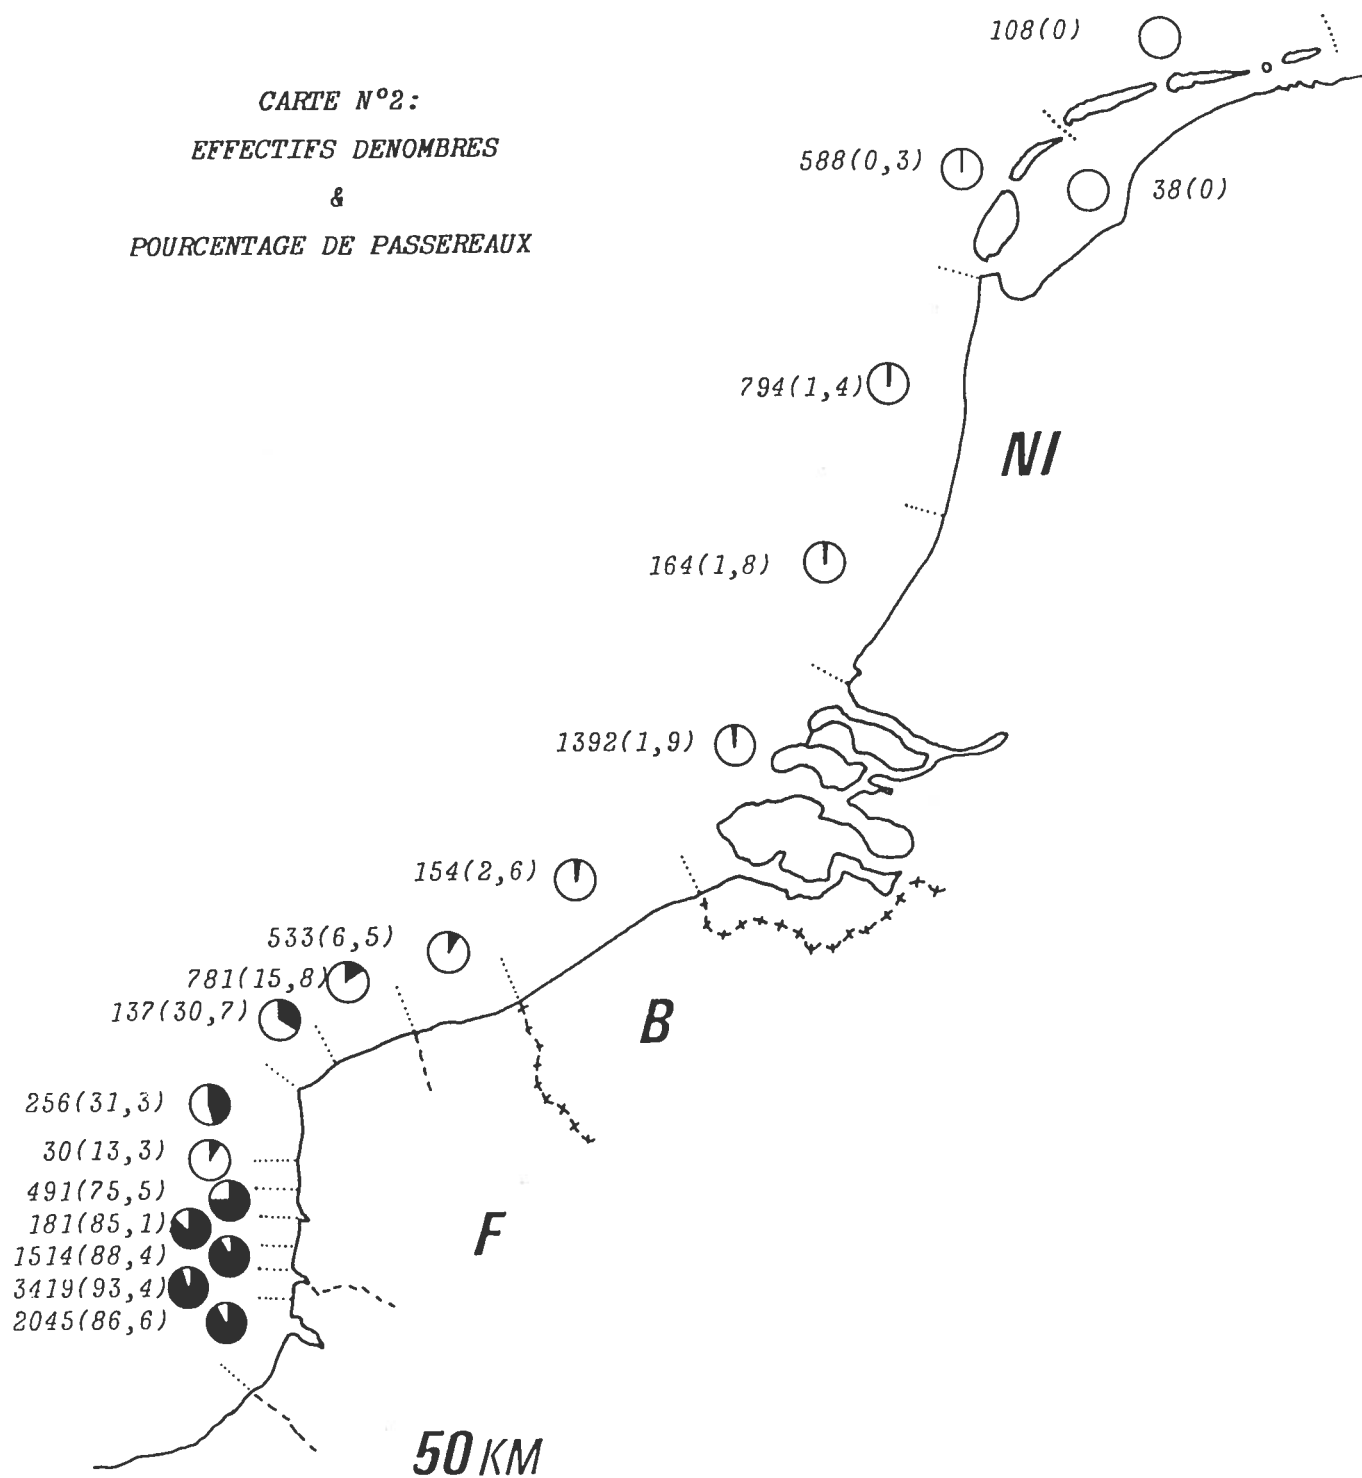 CARTE N°2:
EFFECTIFS DENOMBRES
&
POURCENTAGE DE PASSEREAUX
108(0)
588(0,3)
38(0)
794(1,4)
NI
164(1,8)
1392(1,9)
154(2,6)
533(6,5)
781(15,8)
137(30,7)
B
256(31,3)
30(13,3)
491(75,5)
181(85,1)
F
1514(88,4)
3419(93,4)
2045(86,6)
50 KM